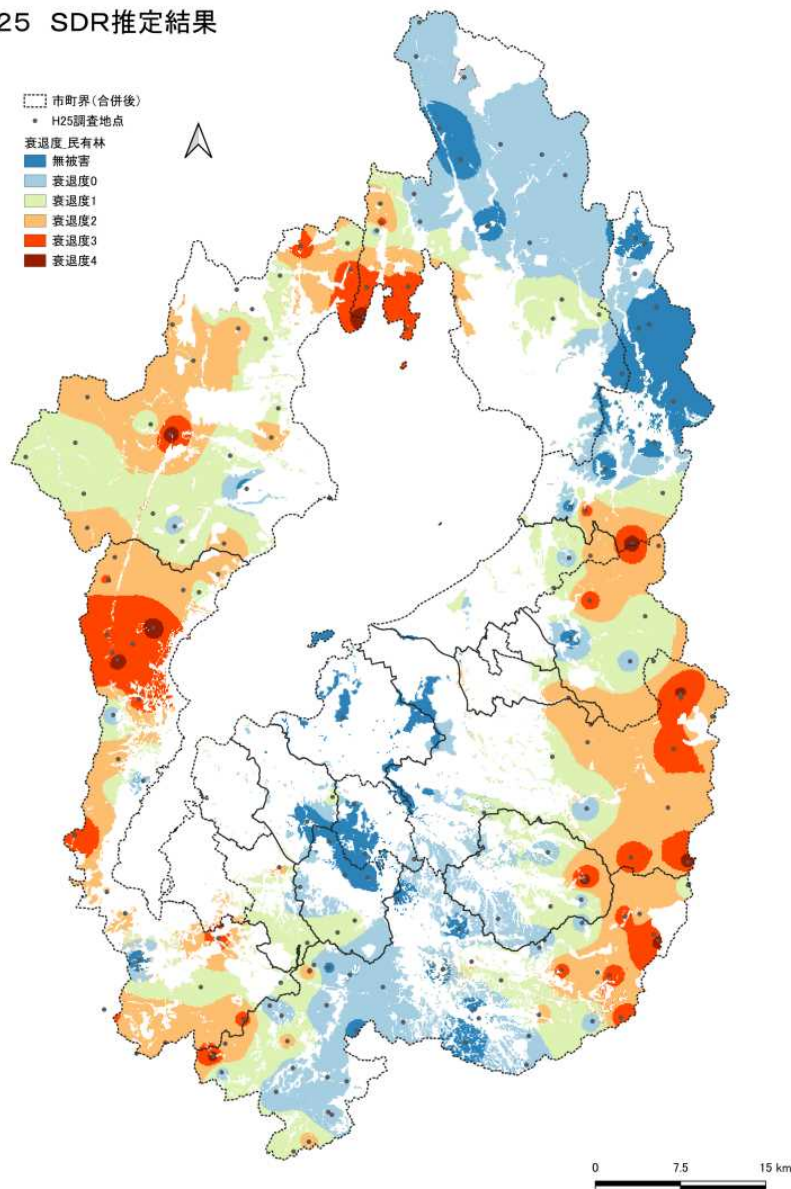 25 SDR推定結果
市町界(合併後)
H25調査地点
衰退度_民有林
無被害
衰退度0
衰退度1
衰退度2
衰退度3
衰退度4
0 7.5 15 km